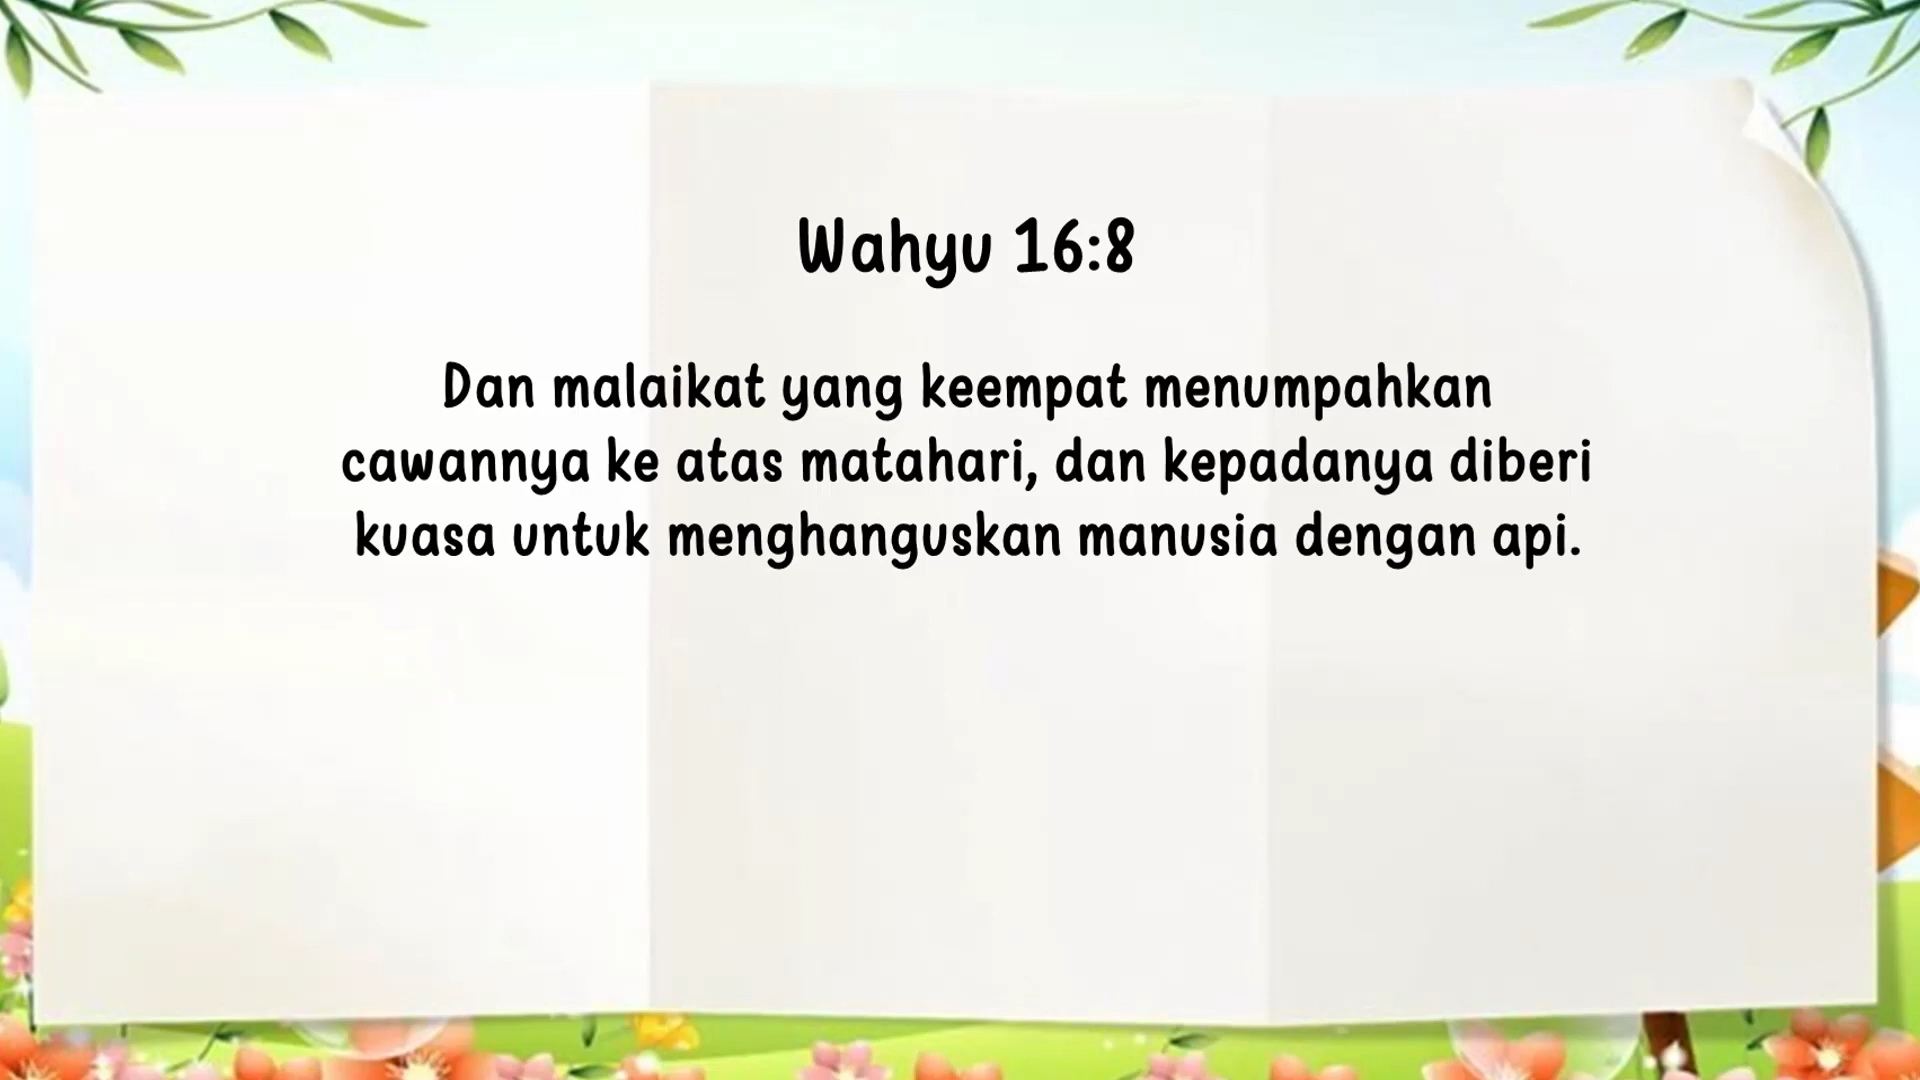 Wahyu 16:8
Dan malaikat yang keempat menumpahkan
cawannya ke atas matahari, dan kepadanya diberi
kuasa untuk menghanguskan manusia dengan api.